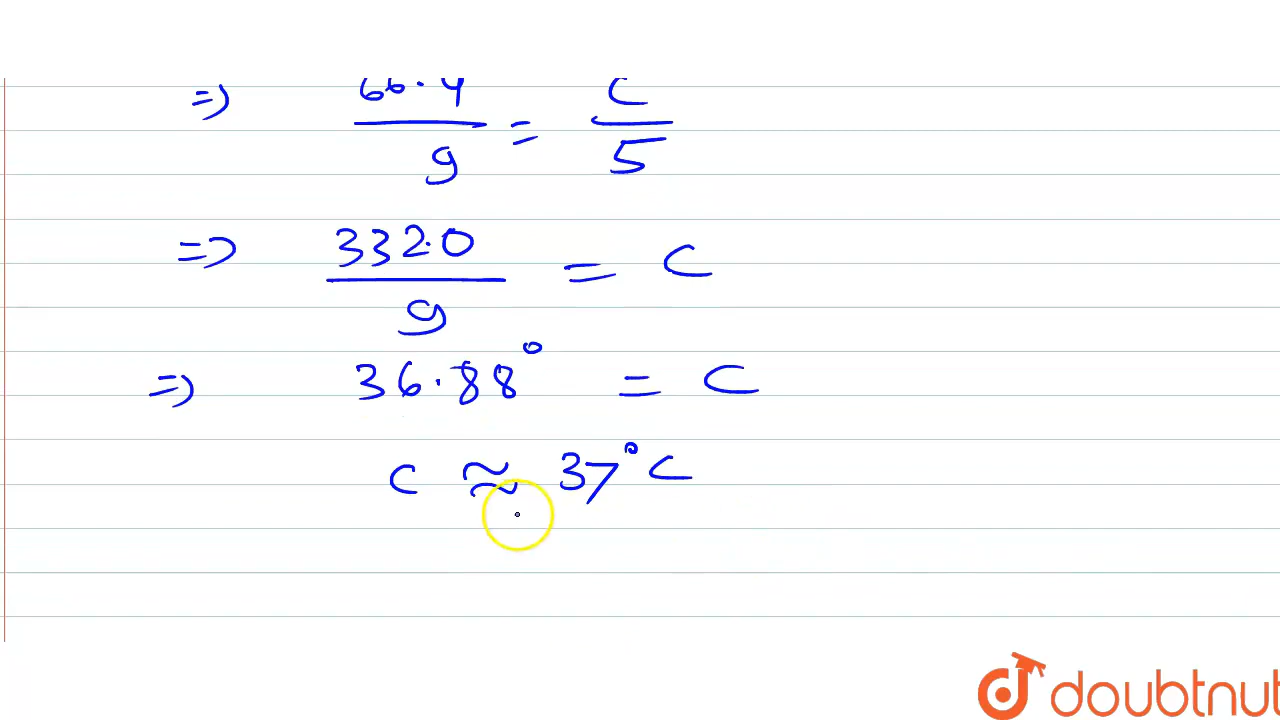 => 66.4/9 = C/5
=> 332.0/9 = C
=> 36.88° = C
C ≈ 37°C
doubtnut